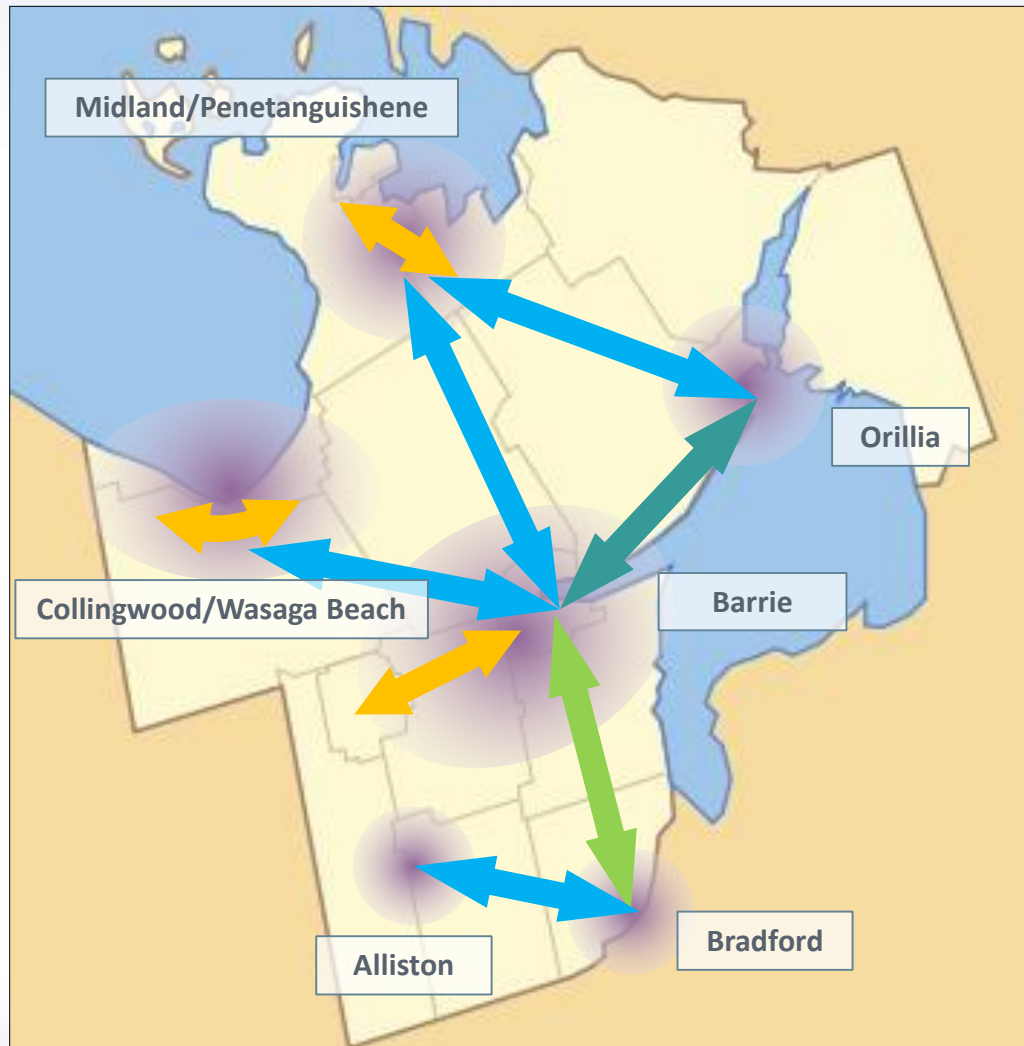 Midland/Penetanguishene
Orillia
Collingwood/Wasaga Beach
Barrie
Bradford
Alliston